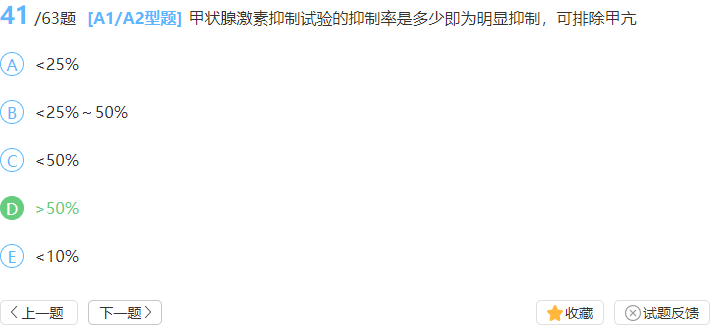 41 /63题 [A1/A2型题] 甲状腺激素抑制试验的抑制率是多少即为明显抑制，可排除甲亢
A <25%
B <25%～50%
C <50%
D >50%
E <10%
上一题 下一题 收藏 试题反馈